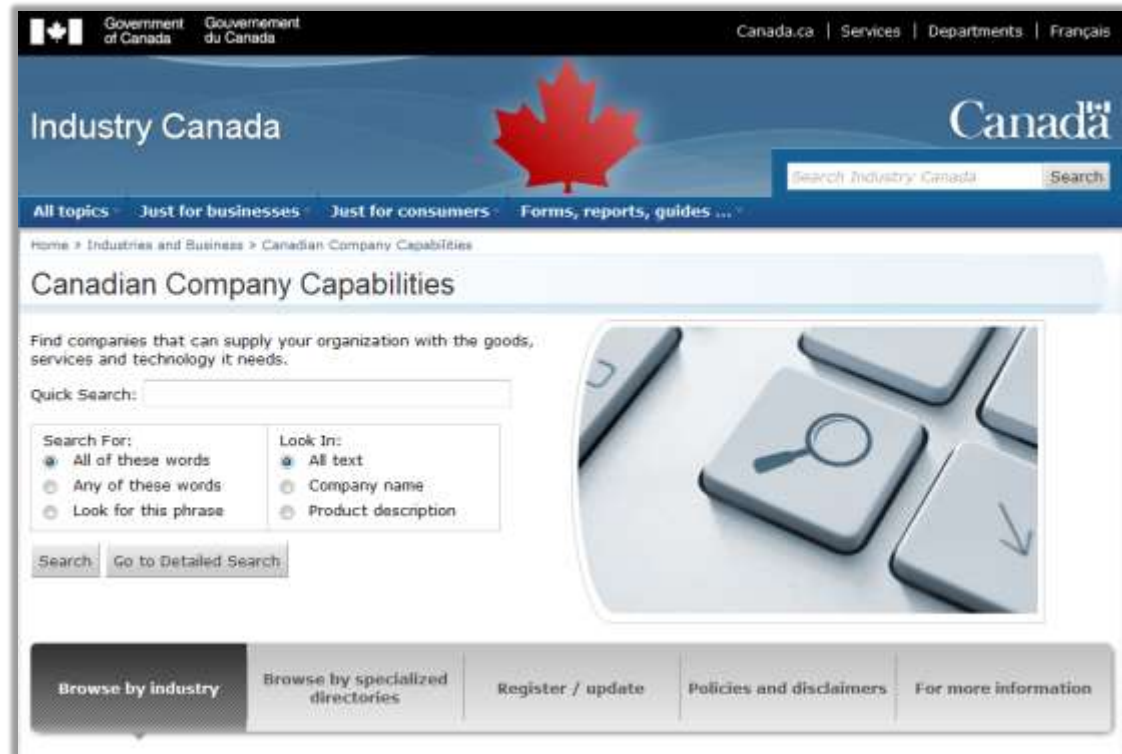 Government of Canada
Gouvernement du Canada
Canada.ca | Services | Departments | Français
Industry Canada
Canada
Search Industry Canada
Search
All topics
Just for businesses
Just for consumers
Forms, reports, guides ...
Home > Industries and Business > Canadian Company Capabilities
Canadian Company Capabilities
Find companies that can supply your organization with the goods,
services and technology it needs.
Quick Search:
Search For:
All of these words
Any of these words
Look for this phrase
Look In:
All text
Company name
Product description
Search
Go to Detailed Search
Browse by industry
Browse by specialized
directories
Register / update
Policies and disclaimers
For more information